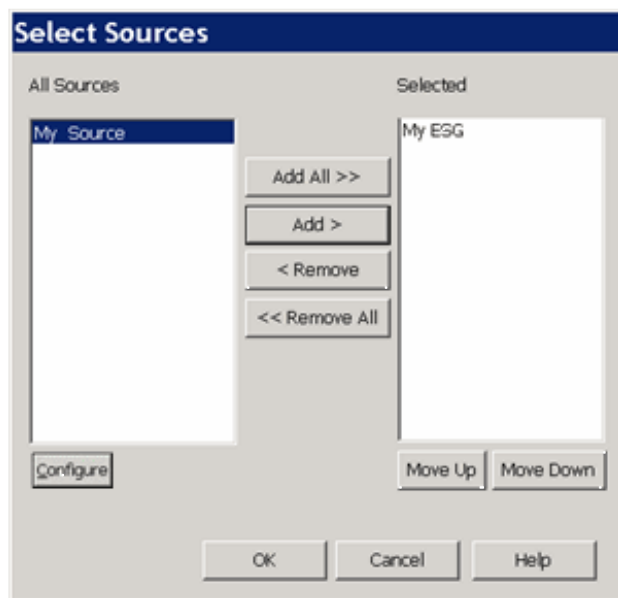 Select Sources
All Sources
Selected
My Source
My ESG
Add All >>
Add >
< Remove
<< Remove All
Configure
Move Up
Move Down
OK
Cancel
Help